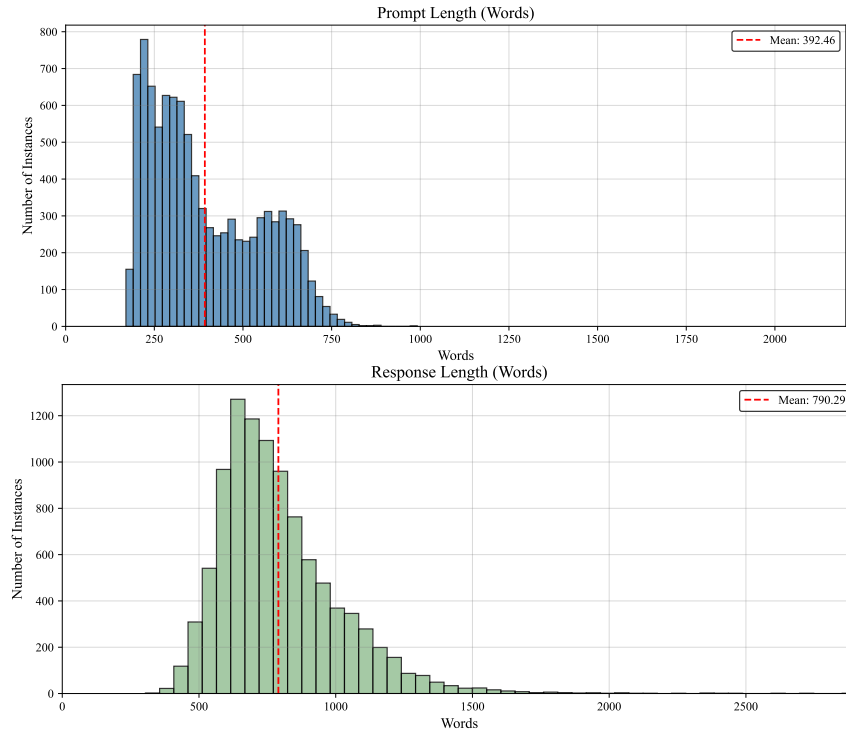 Prompt Length (Words)
Mean: 392.46
800
700
600
500
400
300
200
100
0
Number of Instances
0 250 500 750 1000 1250 1500 1750 2000
Words
Response Length (Words)
Mean: 790.29
1200
1000
800
600
400
200
0
Number of Instances
0 500 1000 1500 2000 2500
Words